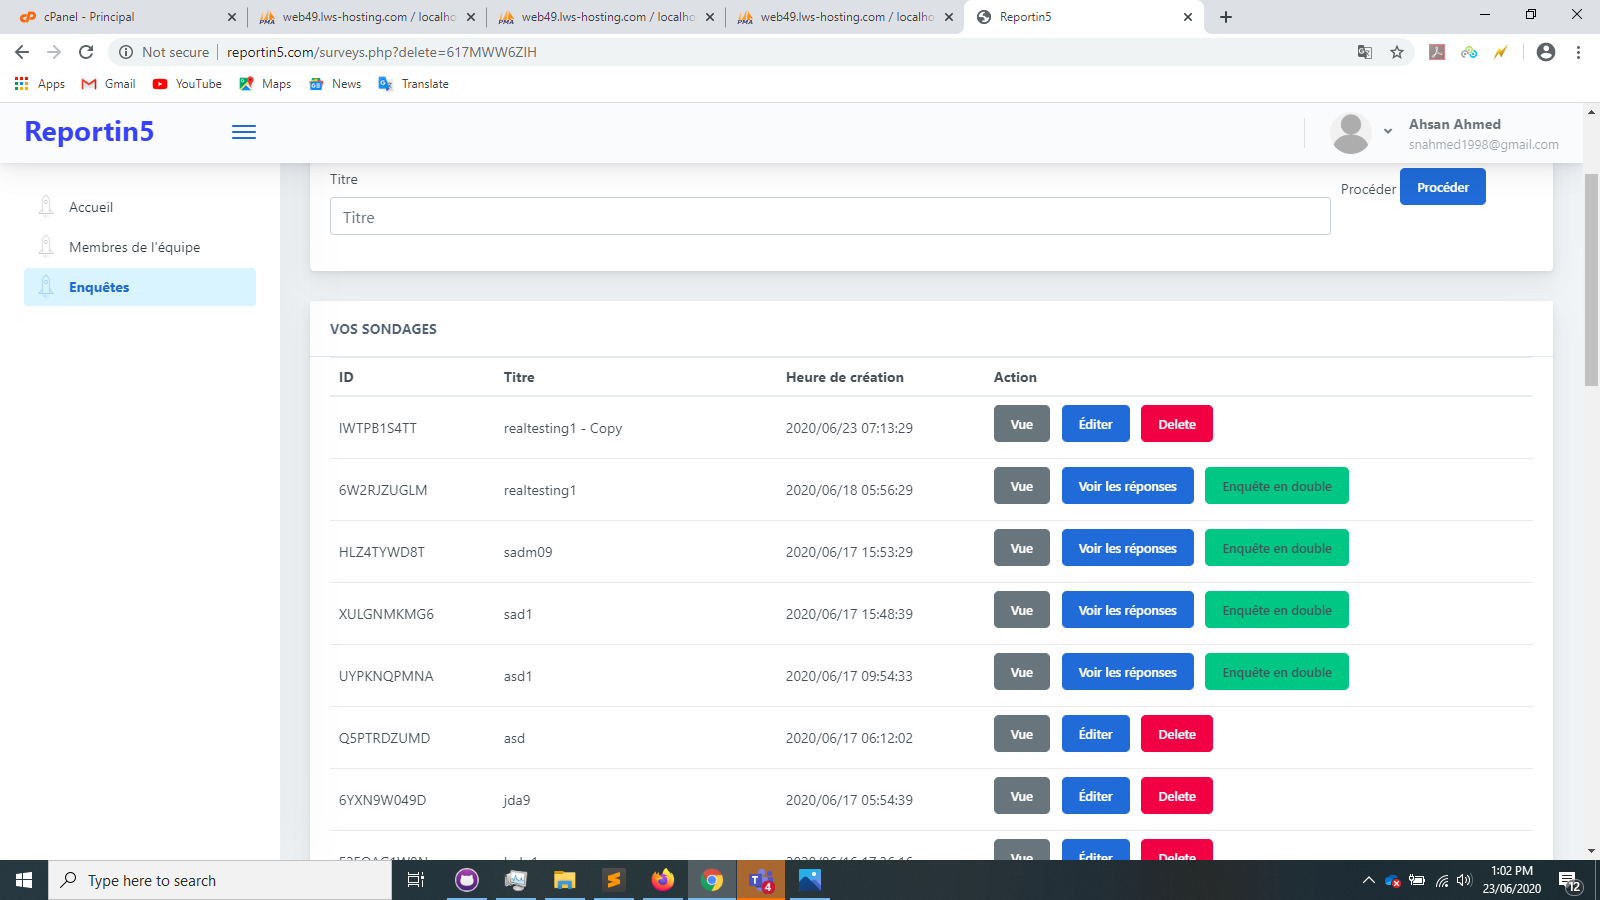 cPanel - Principal
web49.lws-hosting.com / localho
web49.lws-hosting.com / localho
web49.lws-hosting.com / localho
Reportin5
Not secure
reportin5.com/surveys.php?delete=617MWW6ZIH
Apps
Gmail
YouTube
Maps
News
Translate
Reportin5
Ahsan Ahmed
snahmed1998@gmail.com
Accueil
Membres de l'équipe
Enquêtes
Titre
Titre
Procéder
Procéder
VOS SONDAGES
ID Titre Heure de création Action
IWTPB1S4TT realtesting1 - Copy 2020/06/23 07:13:29 Vue Éditer Delete
6W2RJZUGLM realtesting1 2020/06/18 05:56:29 Vue Voir les réponses Enquête en double
HLZ4TYWD8T sadm09 2020/06/17 15:53:29 Vue Voir les réponses Enquête en double
XULGNMKMG6 sad1 2020/06/17 15:48:39 Vue Voir les réponses Enquête en double
UYPKNQPMNA asd1 2020/06/17 09:54:33 Vue Voir les réponses Enquête en double
Q5PTRDZUMD asd 2020/06/17 06:12:02 Vue Éditer Delete
6YXN9W049D jda9 2020/06/17 05:54:39 Vue Éditer Delete
Vue Éditer Delete
Type here to search
4
1:02 PM
23/06/2020
12